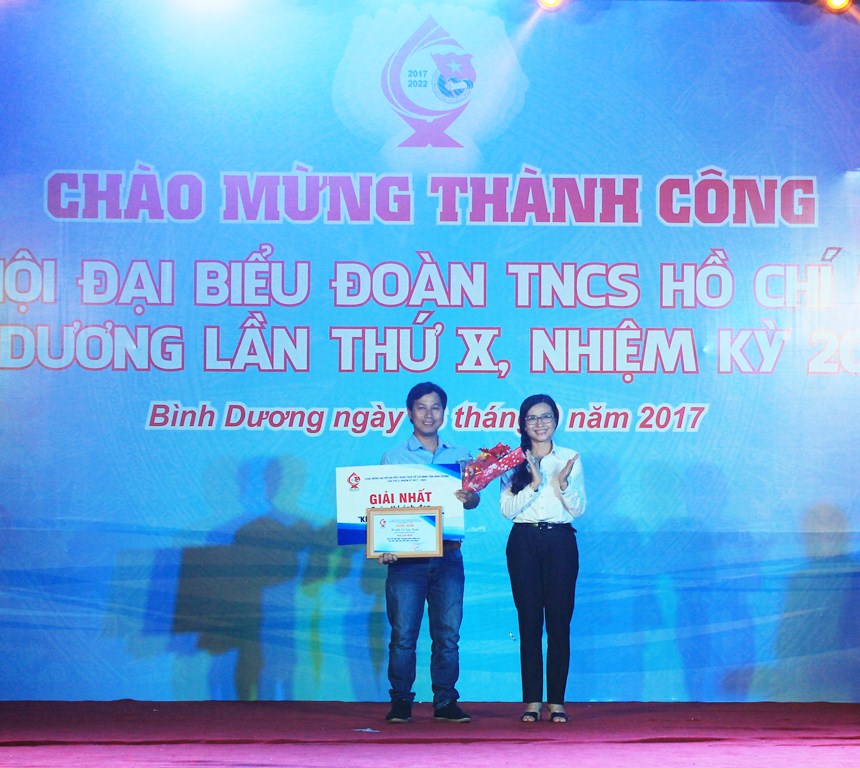 2017
2022
CHÀO MỪNG THÀNH CÔNG
HỘI ĐẠI BIỂU ĐOÀN TNCS HỒ CHÍ
DƯƠNG LẦN THỨ X, NHIỆM KỲ 20
Bình Dương ngày tháng năm 2017
GIẢI NHẤT